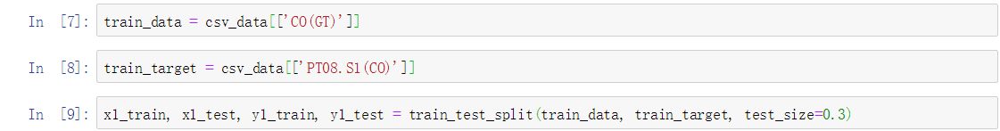 In [7]: train_data = csv_data[['CO(GT)']]
In [8]: train_target = csv_data[['PT08.S1(CO)']]
In [9]: x1_train, x1_test, y1_train, y1_test = train_test_split(train_data, train_target, test_size=0.3)